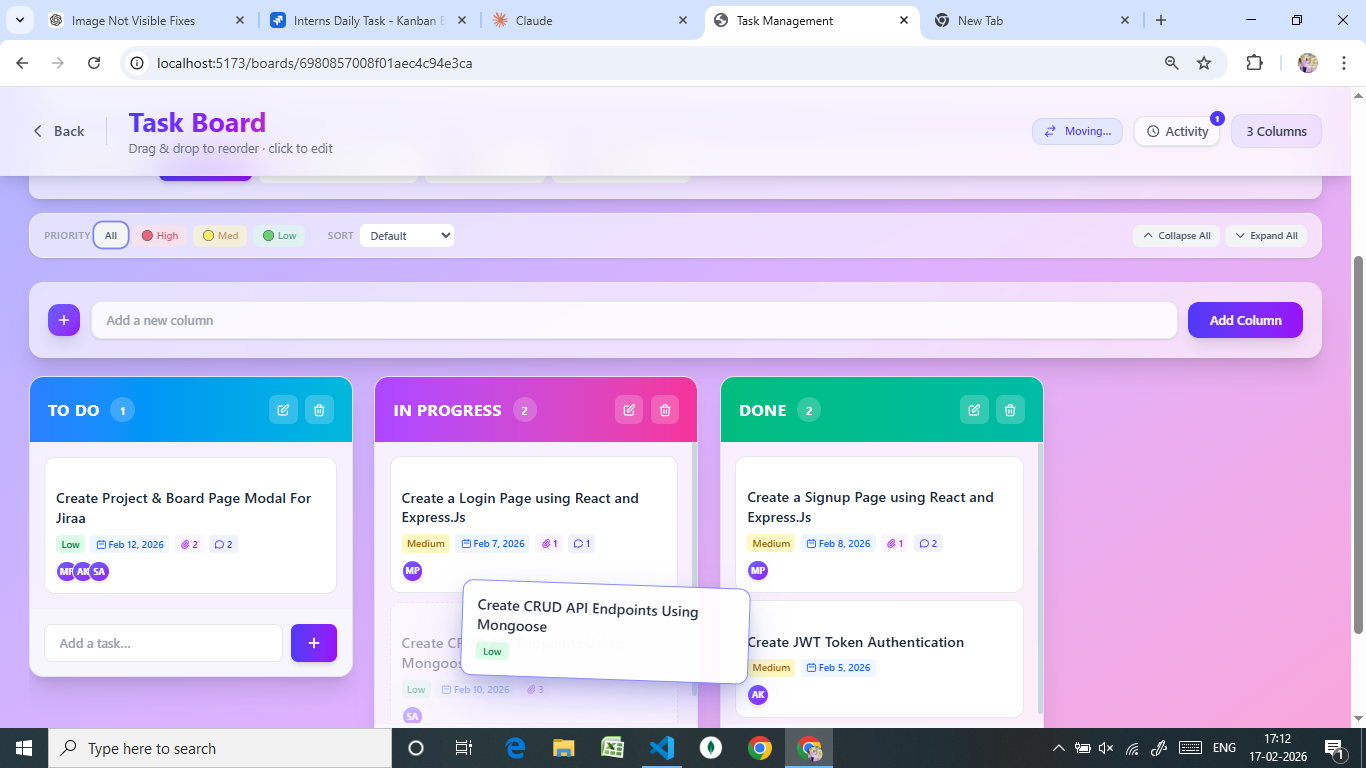 Image Not Visible Fixes
Interns Daily Task - Kanban B
Claude
Task Management
New Tab
localhost:5173/boards/6980857008f01aec4c94e3ca
Back
Task Board
Drag & drop to reorder · click to edit
Moving...
Activity
1
3 Columns
PRIORITY
All
High
Med
Low
SORT
Default
Collapse All
Expand All
+
Add a new column
Add Column
TO DO
1
Create Project & Board Page Modal For
Jiraa
Low
Feb 12, 2026
2
2
MP
AK
SA
Add a task...
+
IN PROGRESS
2
Create a Login Page using React and
Express.Js
Medium
Feb 7, 2026
1
1
MP
Create CRUD API Endpoints Using
Mongoose
Low
Feb 10, 2026
3
SA
Create CRUD API Endpoints Using
Mongoose
Low
DONE
2
Create a Signup Page using React and
Express.Js
Medium
Feb 8, 2026
1
2
MP
Create JWT Token Authentication
Medium
Feb 5, 2026
AK
Type here to search
ENG
17:12
17-02-2026
1